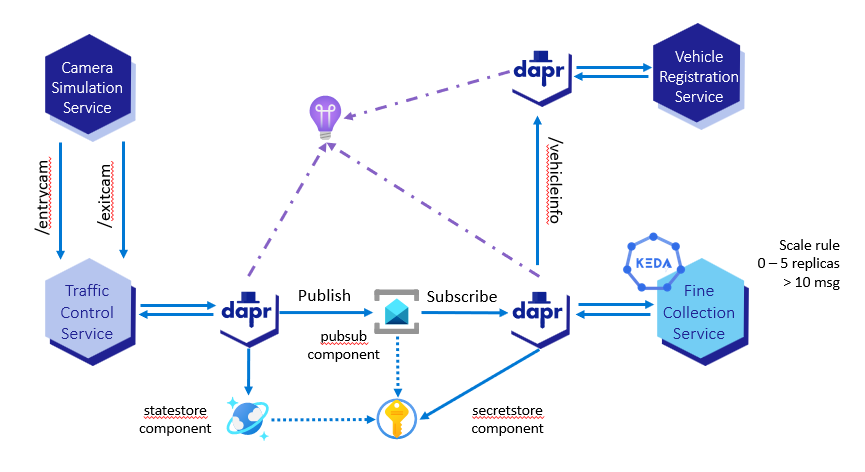 Camera
Simulation
Service
dapr
Vehicle
Registration
Service
/entrycam
/exitcam
/vehicleinfo
Traffic
Control
Service
dapr
Publish
pubsub
component
Subscribe
dapr
KEDA
Fine
Collection
Service
Scale rule
0 – 5 replicas
> 10 msg
statestore
component
secretstore
component